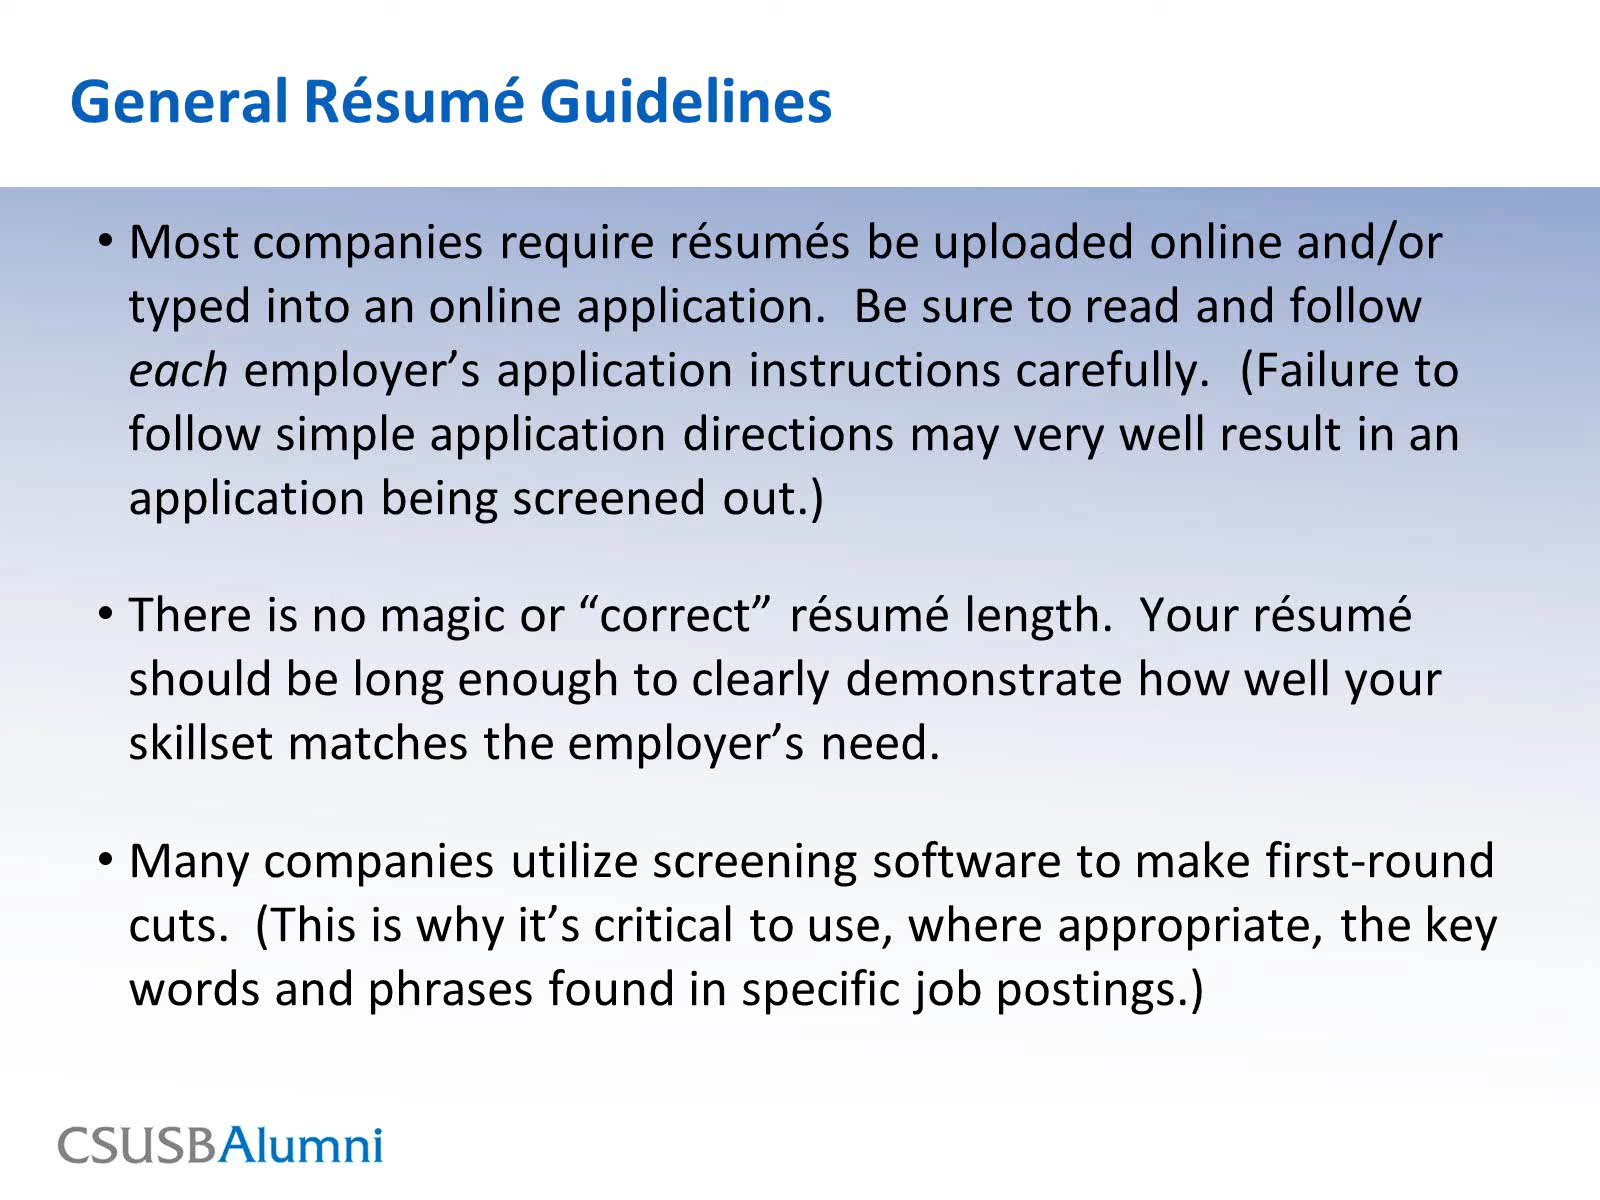 General Résumé Guidelines
• Most companies require résumés be uploaded online and/or
typed into an online application.  Be sure to read and follow
each employer’s application instructions carefully.  (Failure to
follow simple application directions may very well result in an
application being screened out.)
• There is no magic or “correct” résumé length.  Your résumé
should be long enough to clearly demonstrate how well your
skillset matches the employer’s need.
• Many companies utilize screening software to make first-round
cuts.  (This is why it’s critical to use, where appropriate, the key
words and phrases found in specific job postings.)
CSUSBAlumni